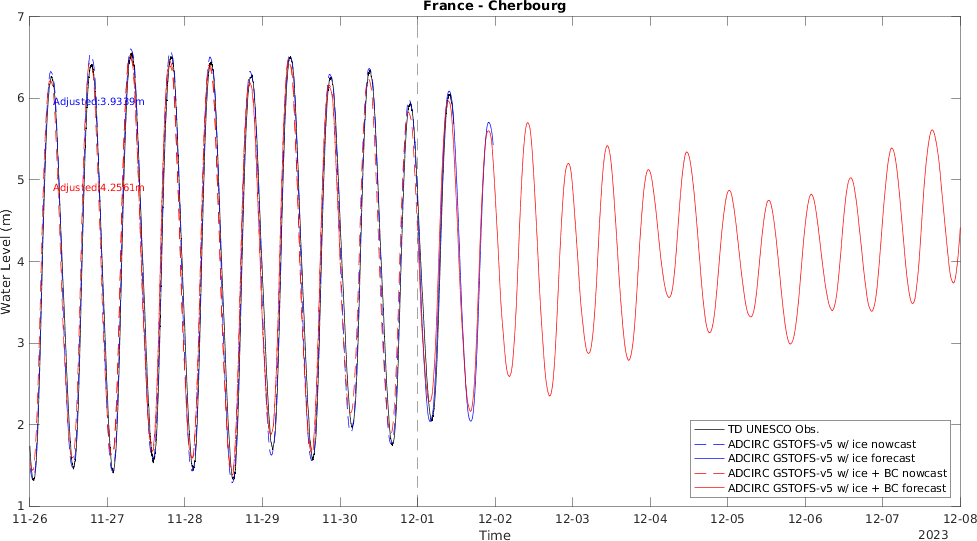 France - Cherbourg
7
6
5
4
3
2
1
Water Level (m)
Adjusted:3.9339m
Adjusted:4.2561m
TD UNESCO Obs.
ADCIRC GSTOFS-v5 w/ ice nowcast
ADCIRC GSTOFS-v5 w/ ice forecast
ADCIRC GSTOFS-v5 w/ ice + BC nowcast
ADCIRC GSTOFS-v5 w/ ice + BC forecast
11-26 11-27 11-28 11-29 11-30 12-01 12-02 12-03 12-04 12-05 12-06 12-07 12-08
Time
2023